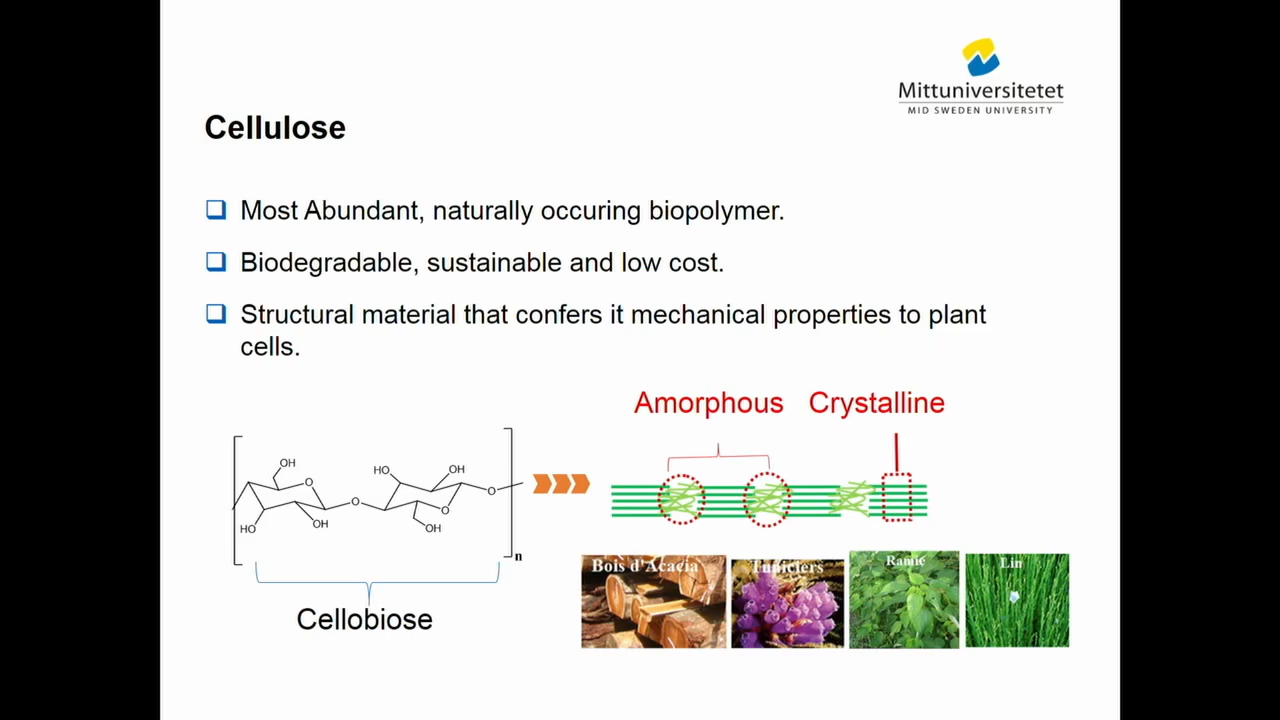 Mittuniversitetet
MID SWEDEN UNIVERSITY
Cellulose
Most Abundant, naturally occuring biopolymer.
Biodegradable, sustainable and low cost.
Structural material that confers it mechanical properties to plant
cells.
Amorphous Crystalline
OH
O
HO
OH
O
HO
OH
O
OH
O
n
Cellobiose
Bois d'Acacia
Tuniciers
Ramie
Lin